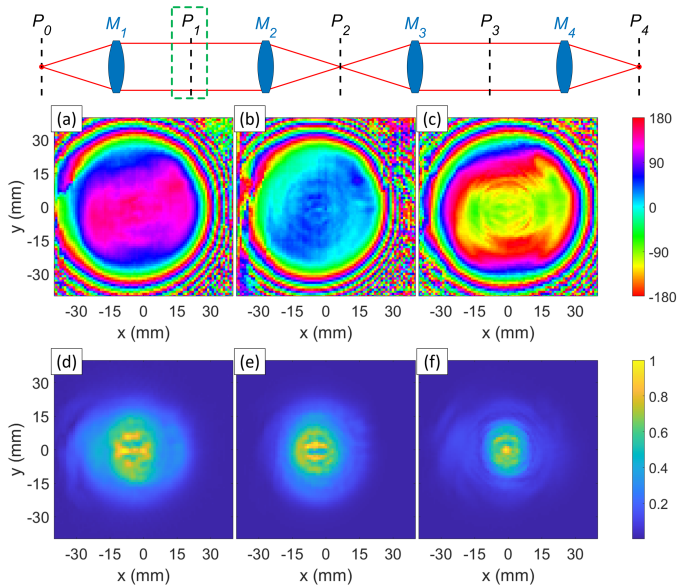 P0 M1 P1 M2 P2 M3 P3 M4 P4
(a) (b) (c)
30 15 0 -15 -30
y (mm)
180 90 0 -90 -180
-30 -15 0 15 30 -30 -15 0 15 30 -30 -15 0 15 30
x (mm) x (mm) x (mm)
(d) (e) (f)
30 15 0 -15 -30
y (mm)
1 0.8 0.6 0.4 0.2
-30 -15 0 15 30 -30 -15 0 15 30 -30 -15 0 15 30
x (mm) x (mm) x (mm)